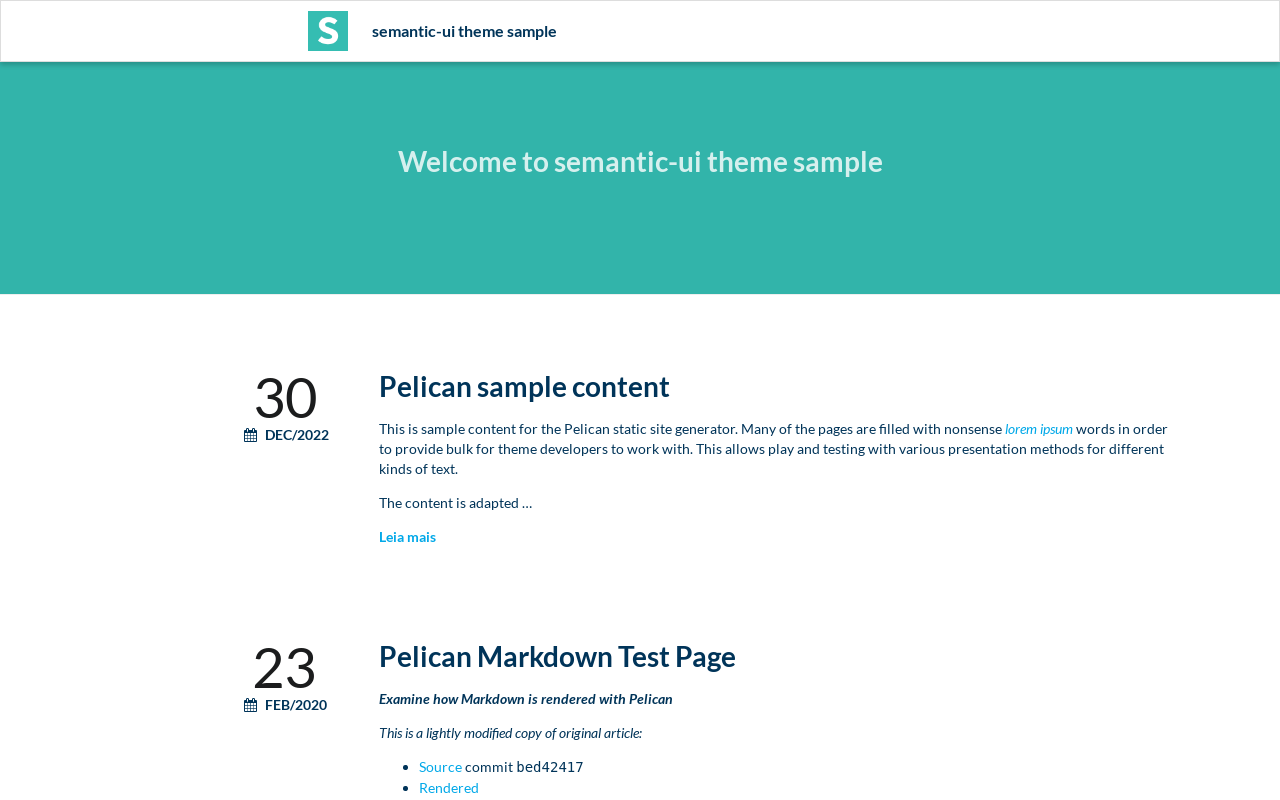 S
semantic-ui theme sample
Welcome to semantic-ui theme sample
30
DEC/2022
Pelican sample content
This is sample content for the Pelican static site generator. Many of the pages are filled with nonsense lorem ipsum words in order
to provide bulk for theme developers to work with. This allows play and testing with various presentation methods for different
kinds of text.
The content is adapted …
Leia mais
23
FEB/2020
Pelican Markdown Test Page
Examine how Markdown is rendered with Pelican
This is a lightly modified copy of original article:
• Source commit bed42417
• Rendered